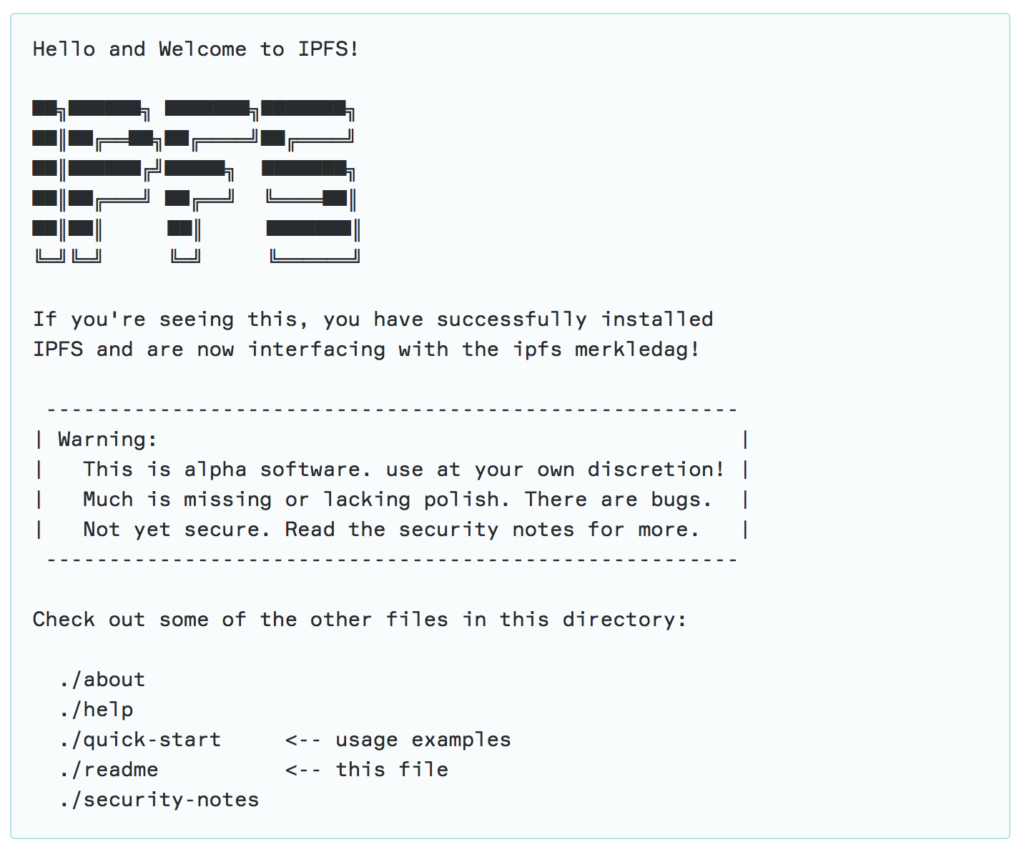 Hello and Welcome to IPFS!
██╗██████╗ ███████╗███████╗
██║██╔══██╗██╔════╝██╔════╝
██║██████╔╝█████╗  ███████╗
██║██╔═══╝ ██╔══╝  ╚════██║
██║██║     ██║     ███████║
╚═╝╚═╝     ╚═╝     ╚══════╝
If you're seeing this, you have successfully installed
IPFS and are now interfacing with the ipfs merkledag!
 -------------------------------------------------------
| Warning:                                              |
|   This is alpha software. use at your own discretion! |
|   Much is missing or lacking polish. There are bugs.  |
|   Not yet secure. Read the security notes for more.   |
 -------------------------------------------------------
Check out some of the other files in this directory:
  ./about
  ./help
  ./quick-start     <-- usage examples
  ./readme          <-- this file
  ./security-notes